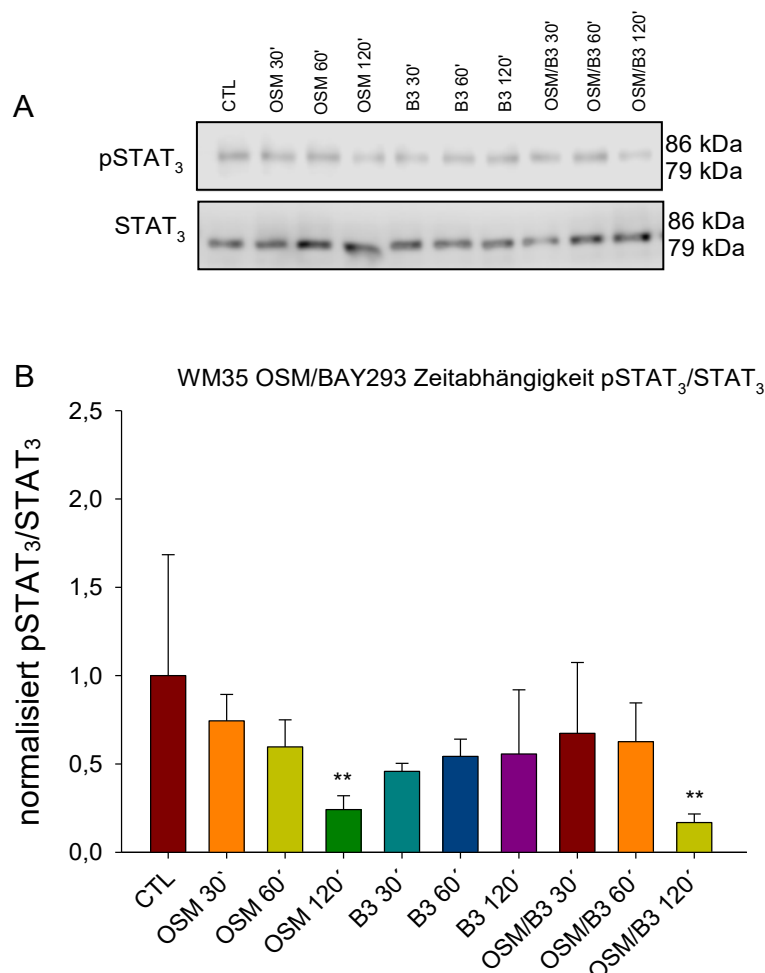 CTL
OSM 30'
OSM 60'
OSM 120'
B3 30'
B3 60'
B3 120'
OSM/B3 30'
OSM/B3 60'
OSM/B3 120'
A
pSTAT₃
86 kDa
79 kDa
STAT₃
86 kDa
79 kDa
B
WM35 OSM/BAY293 Zeitabhängigkeit pSTAT₃/STAT₃
normalisiert pSTAT₃/STAT₃
2,5
2,0
1,5
1,0
0,5
0,0
**
**
CTL
OSM 30'
OSM 60'
OSM 120'
B3 30'
B3 60'
B3 120'
OSM/B3 30'
OSM/B3 60'
OSM/B3 120'